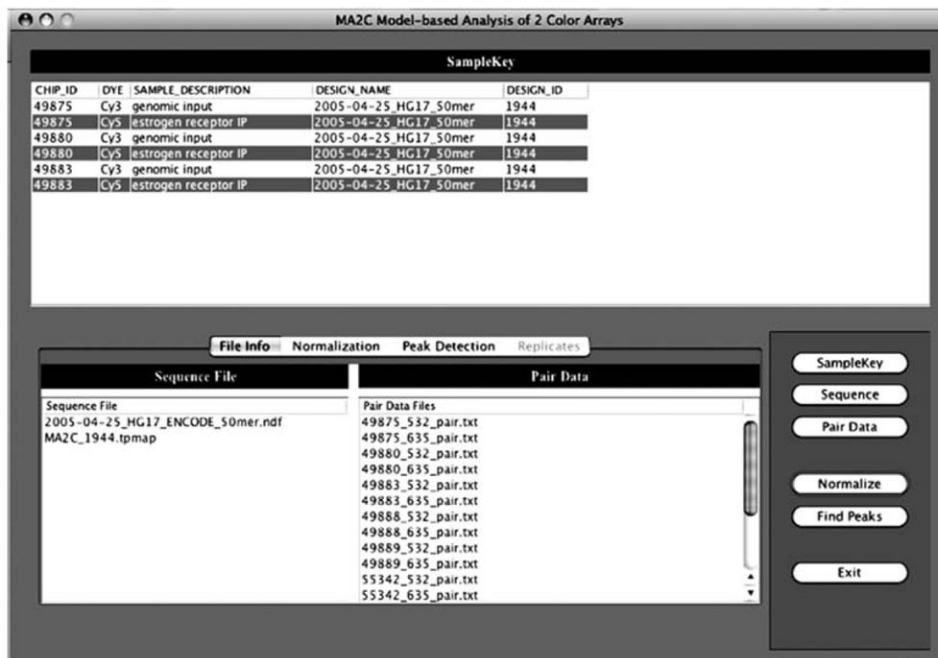 MA2C Model-based Analysis of 2 Color Arrays
SampleKey
CHIP_ID DYE SAMPLE_DESCRIPTION DESIGN_NAME DESIGN_ID
49875 Cy3 genomic input 2005-04-25_HG17_50mer 1944
49875 Cy5 estrogen receptor IP 2005-04-25_HG17_50mer 1944
49880 Cy3 genomic input 2005-04-25_HG17_50mer 1944
49880 Cy5 estrogen receptor IP 2005-04-25_HG17_50mer 1944
49883 Cy3 genomic input 2005-04-25_HG17_50mer 1944
49883 Cy5 estrogen receptor IP 2005-04-25_HG17_50mer 1944
File Info Normalization Peak Detection Replicates
Sequence File
Sequence File
2005-04-25_HG17_ENCODE_50mer.ndf
MA2C_1944.tpmap
Pair Data
Pair Data Files
49875_532_pair.txt
49875_635_pair.txt
49880_532_pair.txt
49880_635_pair.txt
49883_532_pair.txt
49883_635_pair.txt
49888_532_pair.txt
49888_635_pair.txt
49889_532_pair.txt
49889_635_pair.txt
55342_532_pair.txt
55342_635_pair.txt
SampleKey
Sequence
Pair Data
Normalize
Find Peaks
Exit